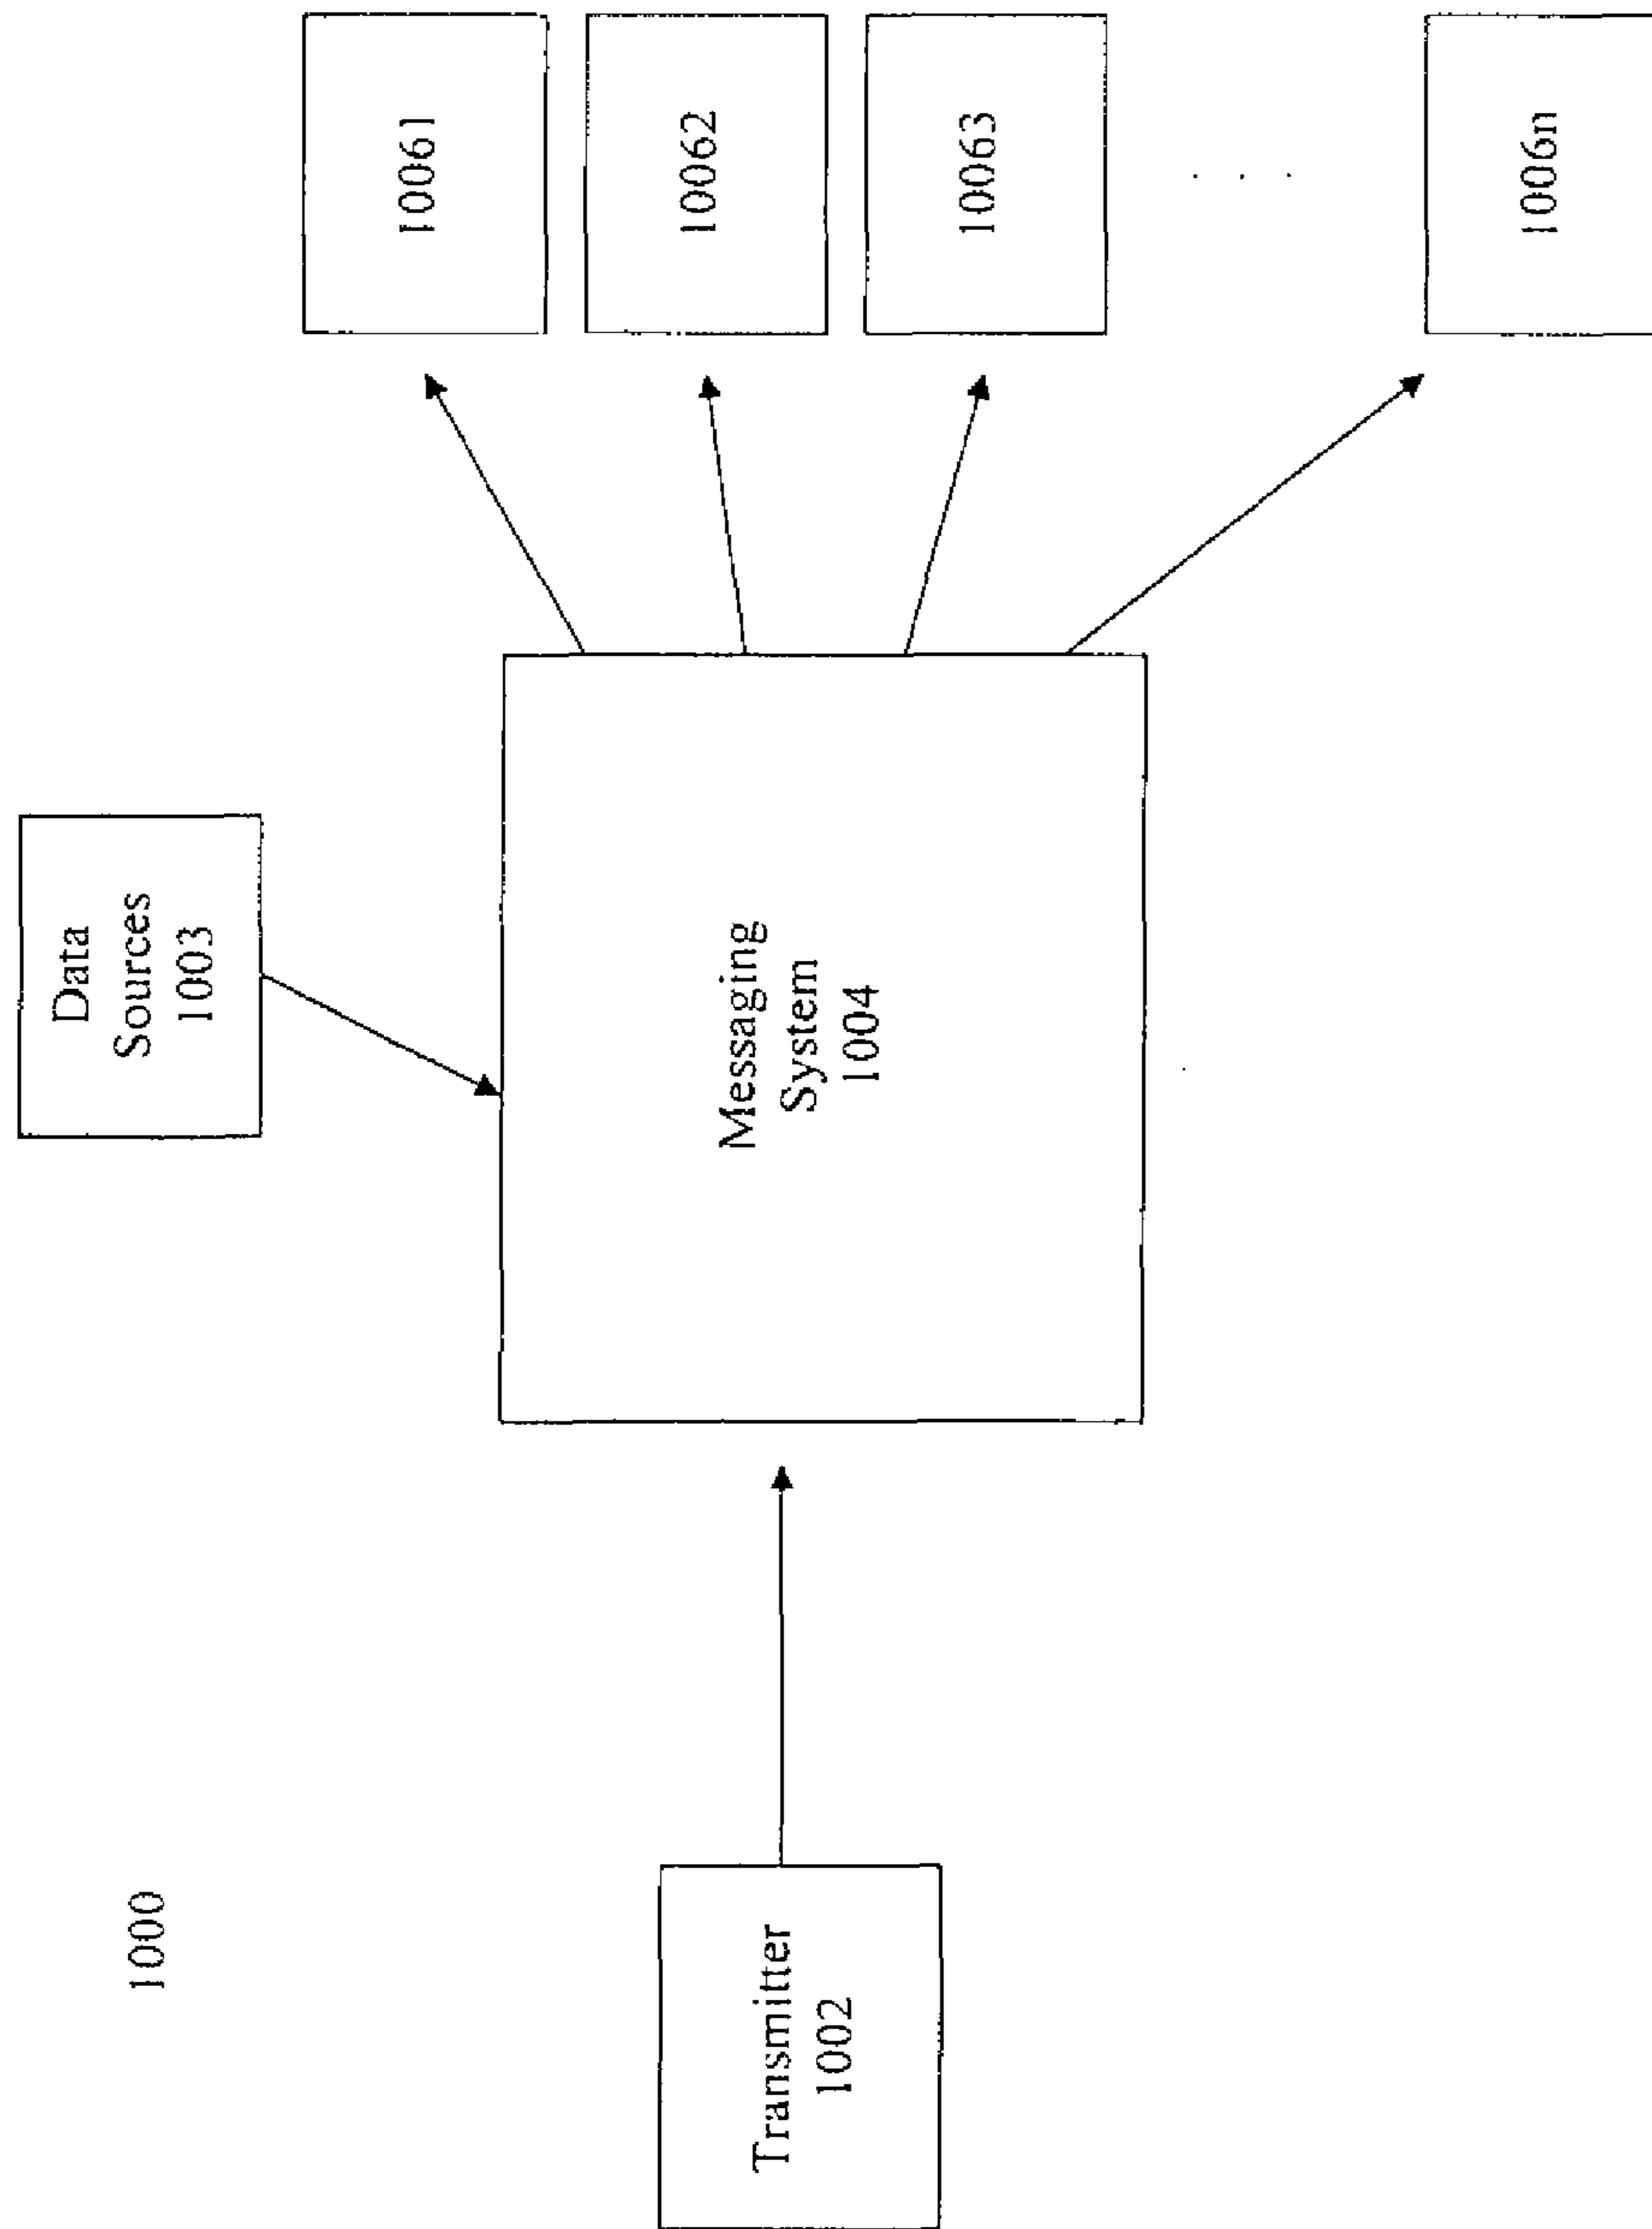 1000
Data
Sources
1003
Transmitter
1002
Messaging
System
1004
10061
10062
10063
. . .
1006n